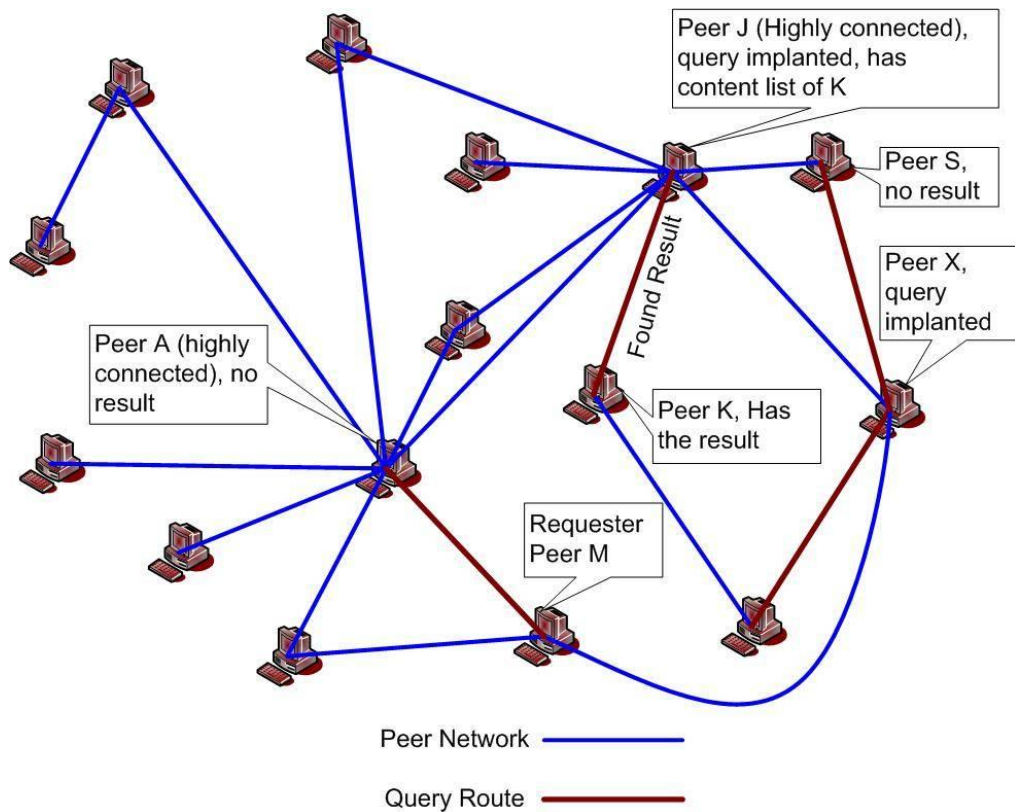 Peer J (Highly connected),
query implanted, has
content list of K
Peer S,
no result
Found Result
Peer X,
query
implanted
Peer A (highly
connected), no
result
Peer K, Has
the result
Requester
Peer M
Peer Network
Query Route